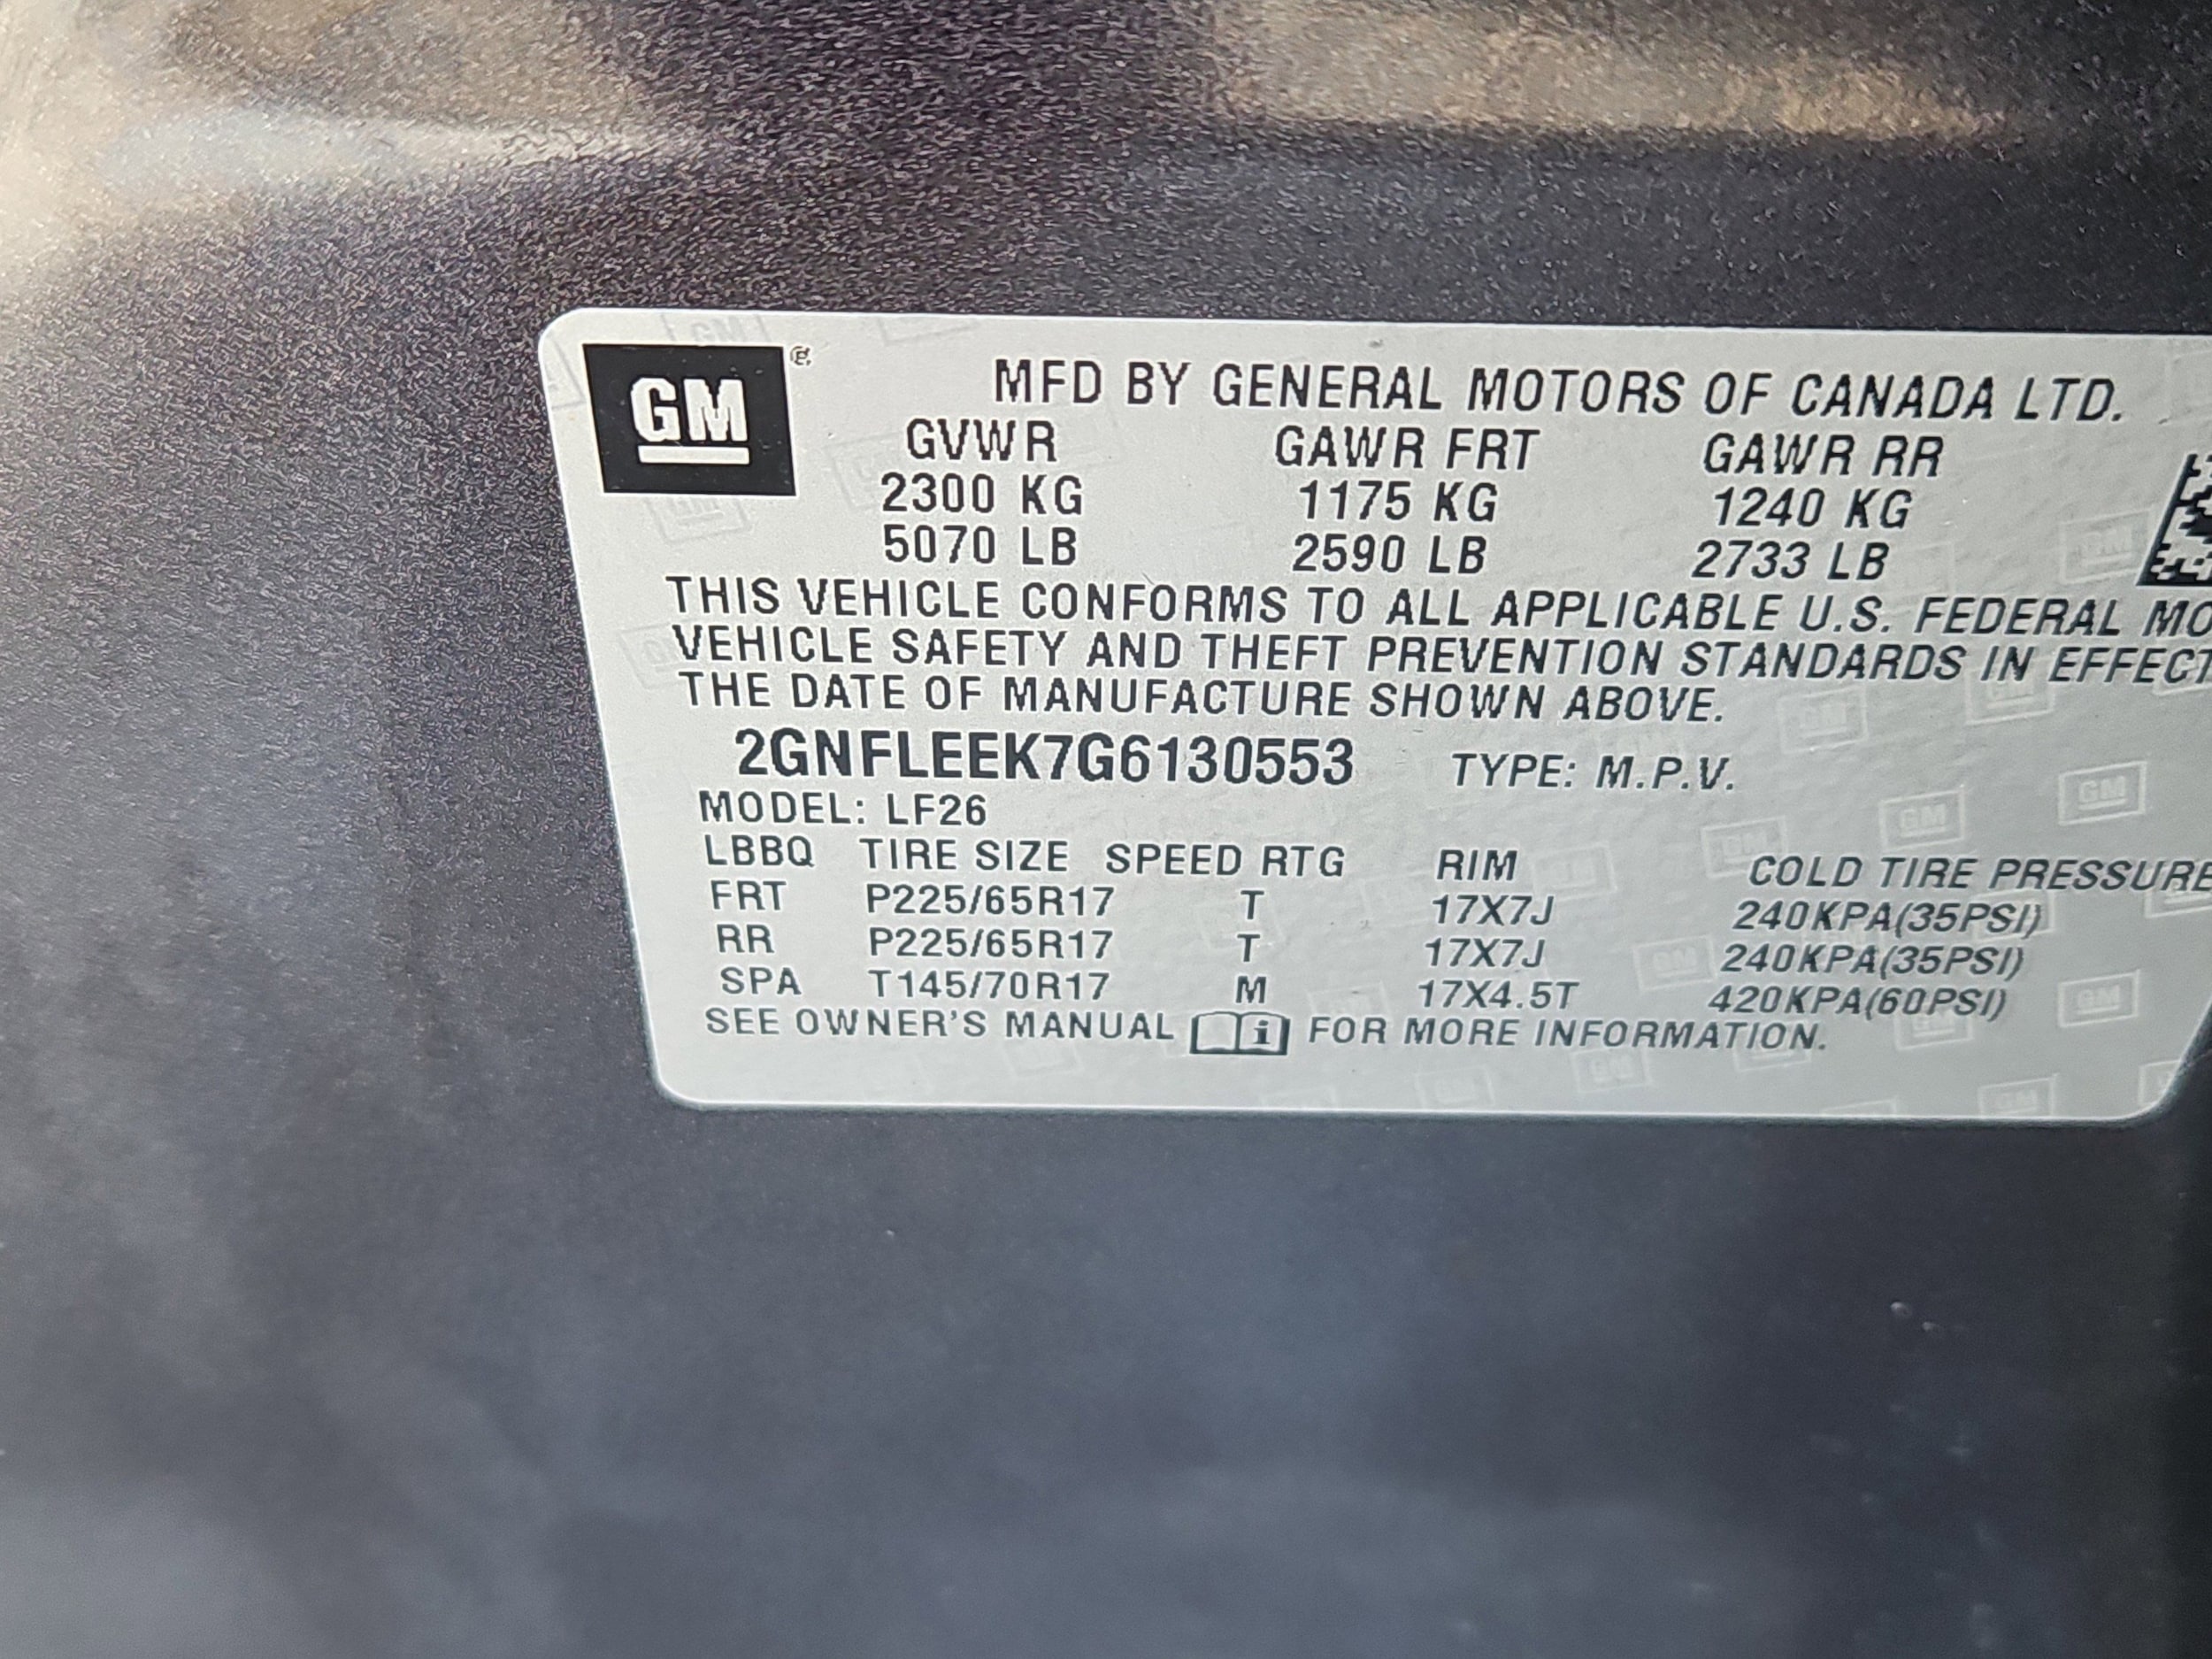 GM
MFD BY GENERAL MOTORS OF CANADA LTD.
GVWR GAWR FRT GAWR RR
2300 KG 1175 KG 1240 KG
5070 LB 2590 LB 2733 LB
THIS VEHICLE CONFORMS TO ALL APPLICABLE U.S. FEDERAL MO
VEHICLE SAFETY AND THEFT PREVENTION STANDARDS IN EFFECT
THE DATE OF MANUFACTURE SHOWN ABOVE.
2GNFLEEK7G6130553 TYPE: M.P.V.
MODEL: LF26
LBBQ TIRE SIZE SPEED RTG RIM COLD TIRE PRESSURE
FRT P225/65R17 T 17X7J 240KPA(35PSI)
RR P225/65R17 T 17X7J 240KPA(35PSI)
SPA T145/70R17 M 17X4.5T 420KPA(60PSI)
SEE OWNER'S MANUAL i FOR MORE INFORMATION.